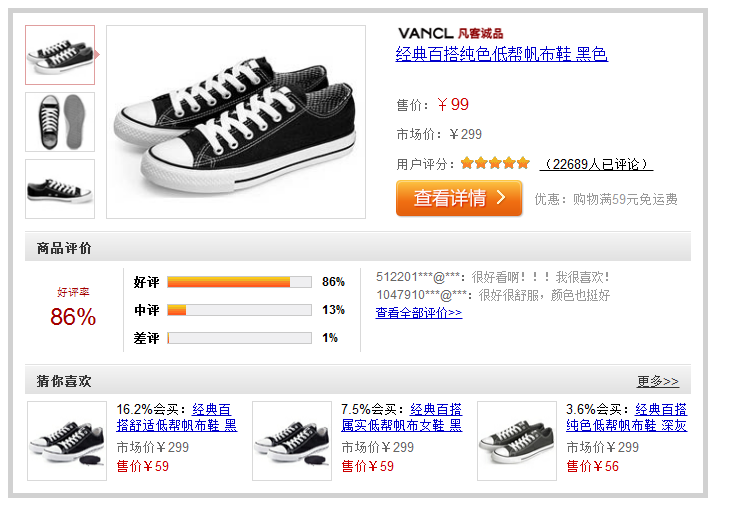 VANCL 凡客诚品
经典百搭纯色低帮帆布鞋 黑色
售价：￥99
市场价：￥299
用户评分： （22689人已评论）
查看详情 > 优惠：购物满59元免运费
商品评价
好评率
86%
好评 86%
中评 13%
差评 1%
512201***@***：很好看啊！！！我很喜欢！
1047910***@***：很好很舒服，颜色也挺好
查看全部评价>>
猜你喜欢 更多>>
16.2%会买：经典百
搭舒适低帮帆布鞋 黑
市场价￥299
售价￥59
7.5%会买：经典百搭
属实低帮帆布女鞋 黑
市场价￥299
售价￥59
3.6%会买：经典百搭
纯色低帮帆布鞋 深灰
市场价￥299
售价￥56